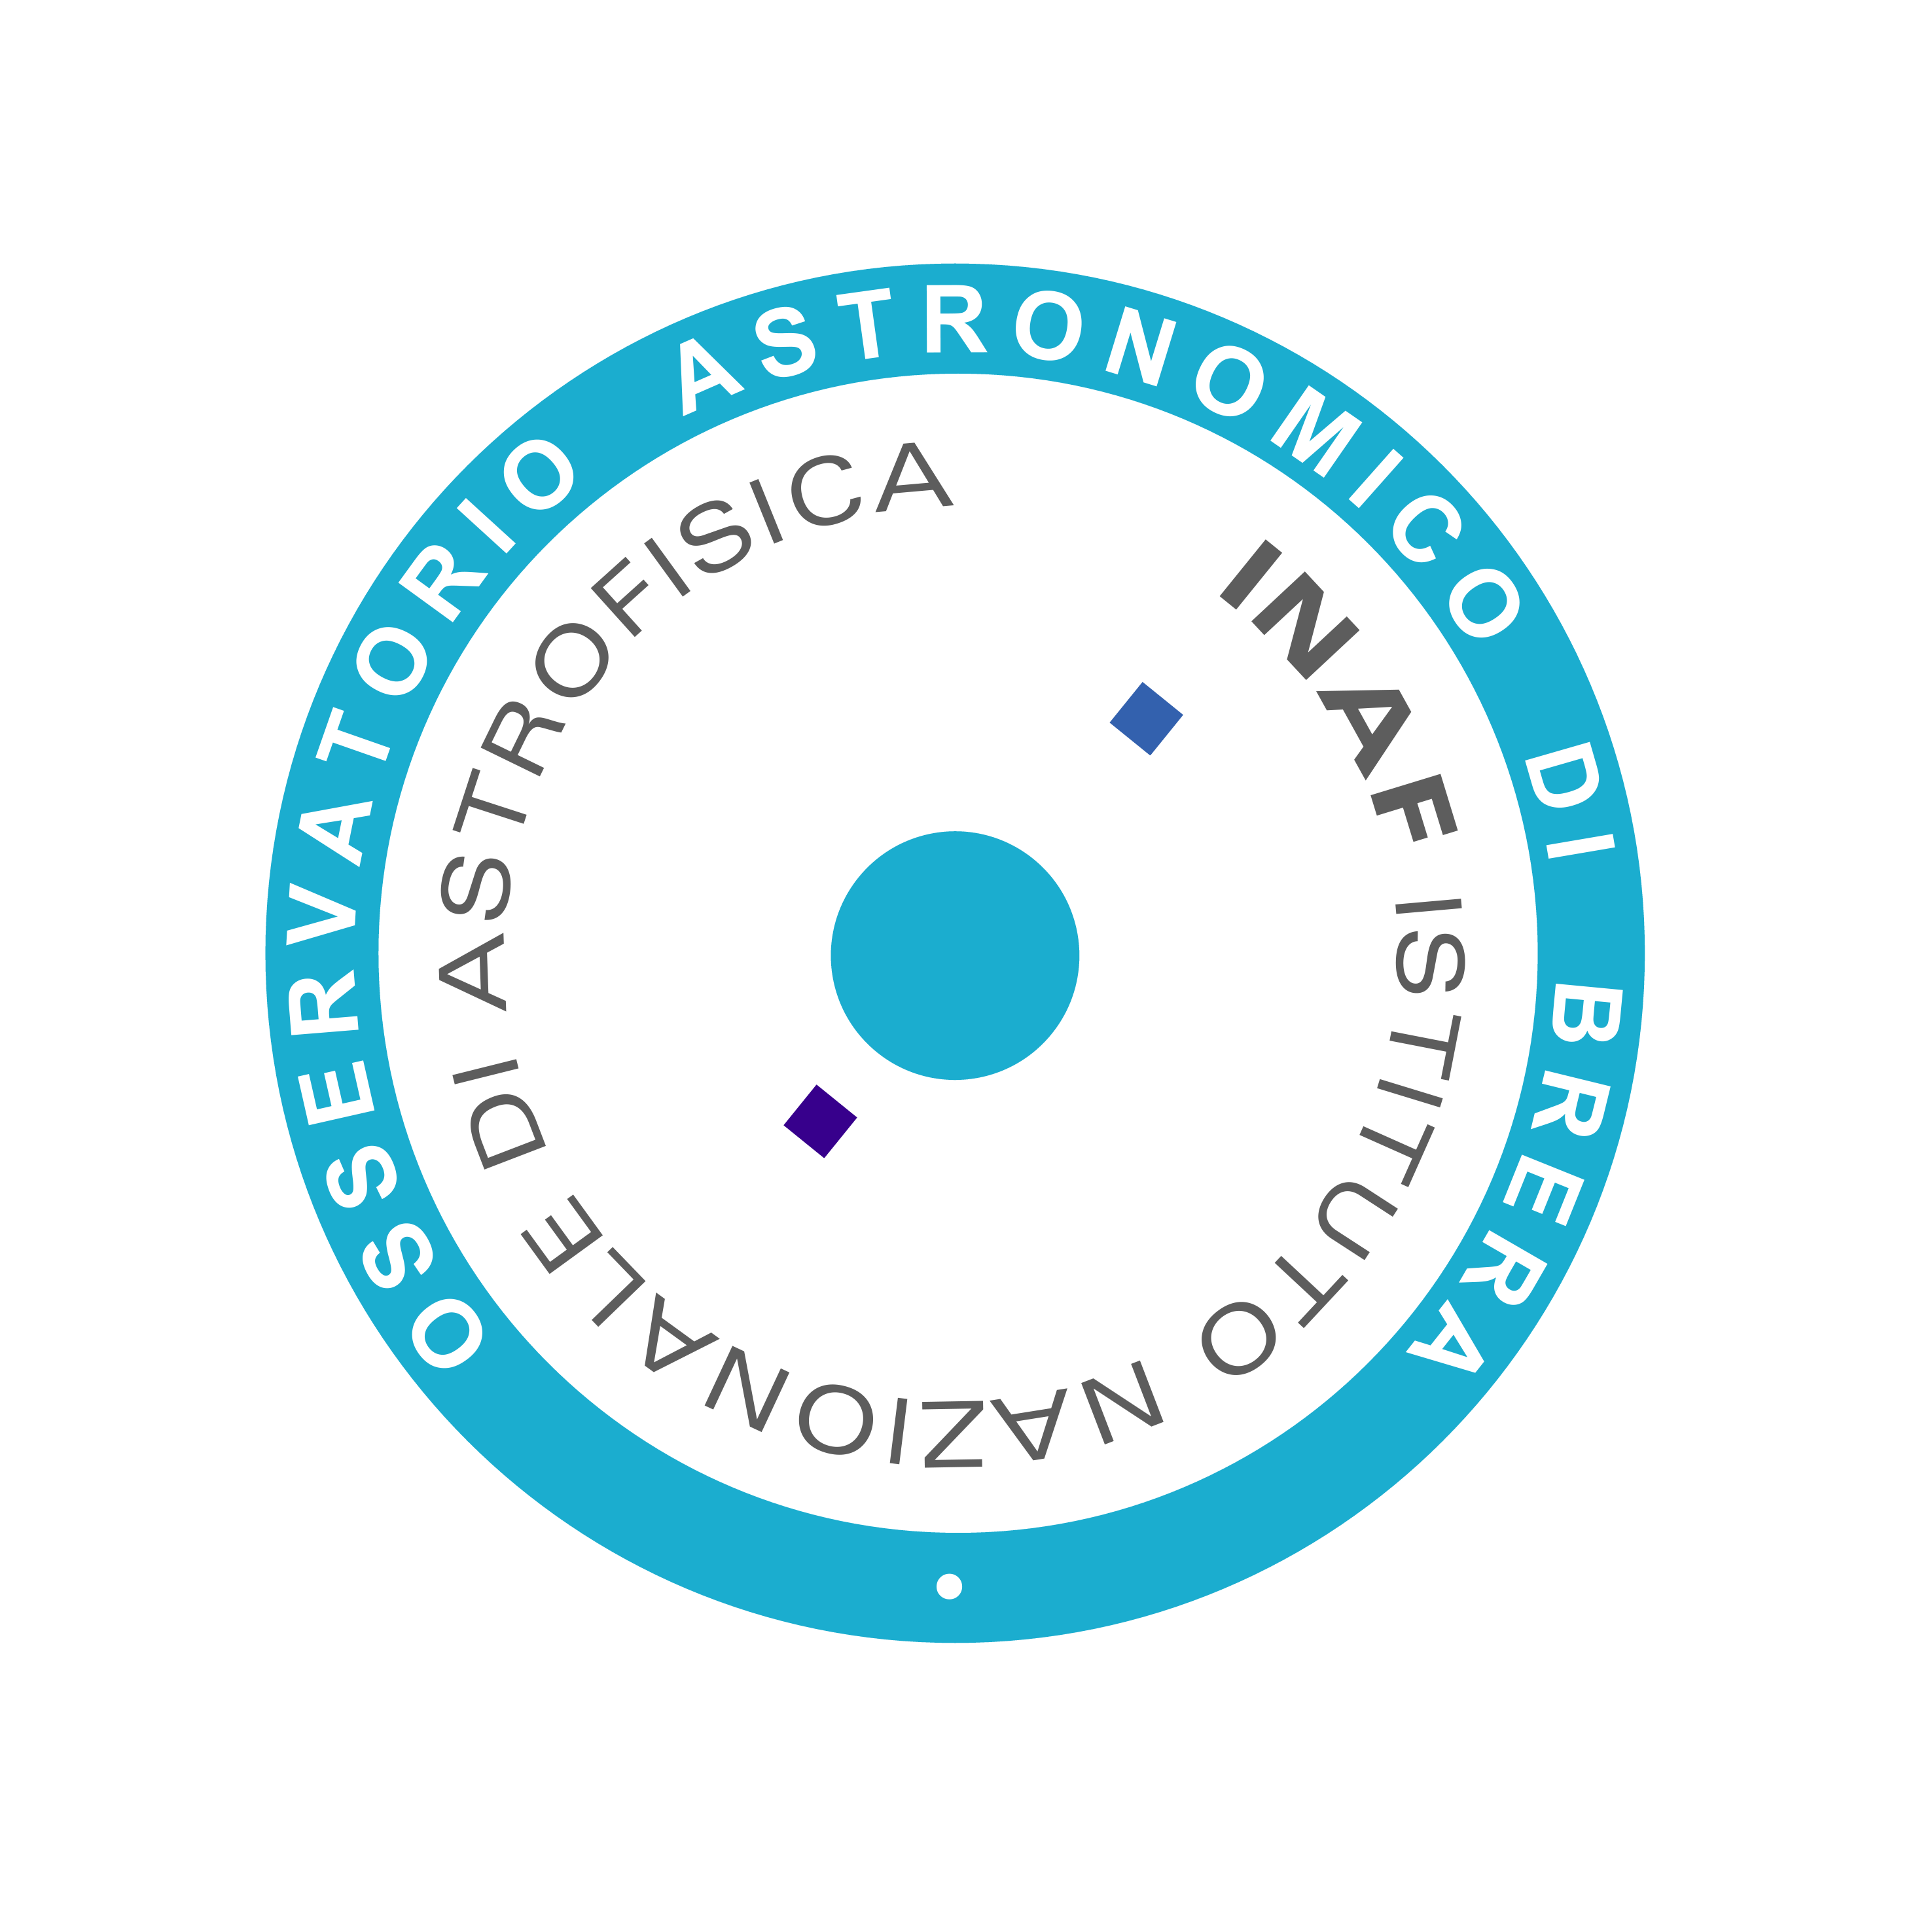 OSSERVATORIO ASTRONOMICO DI BRERA
INAF ISTITUTO NAZIONALE DI ASTROFISICA